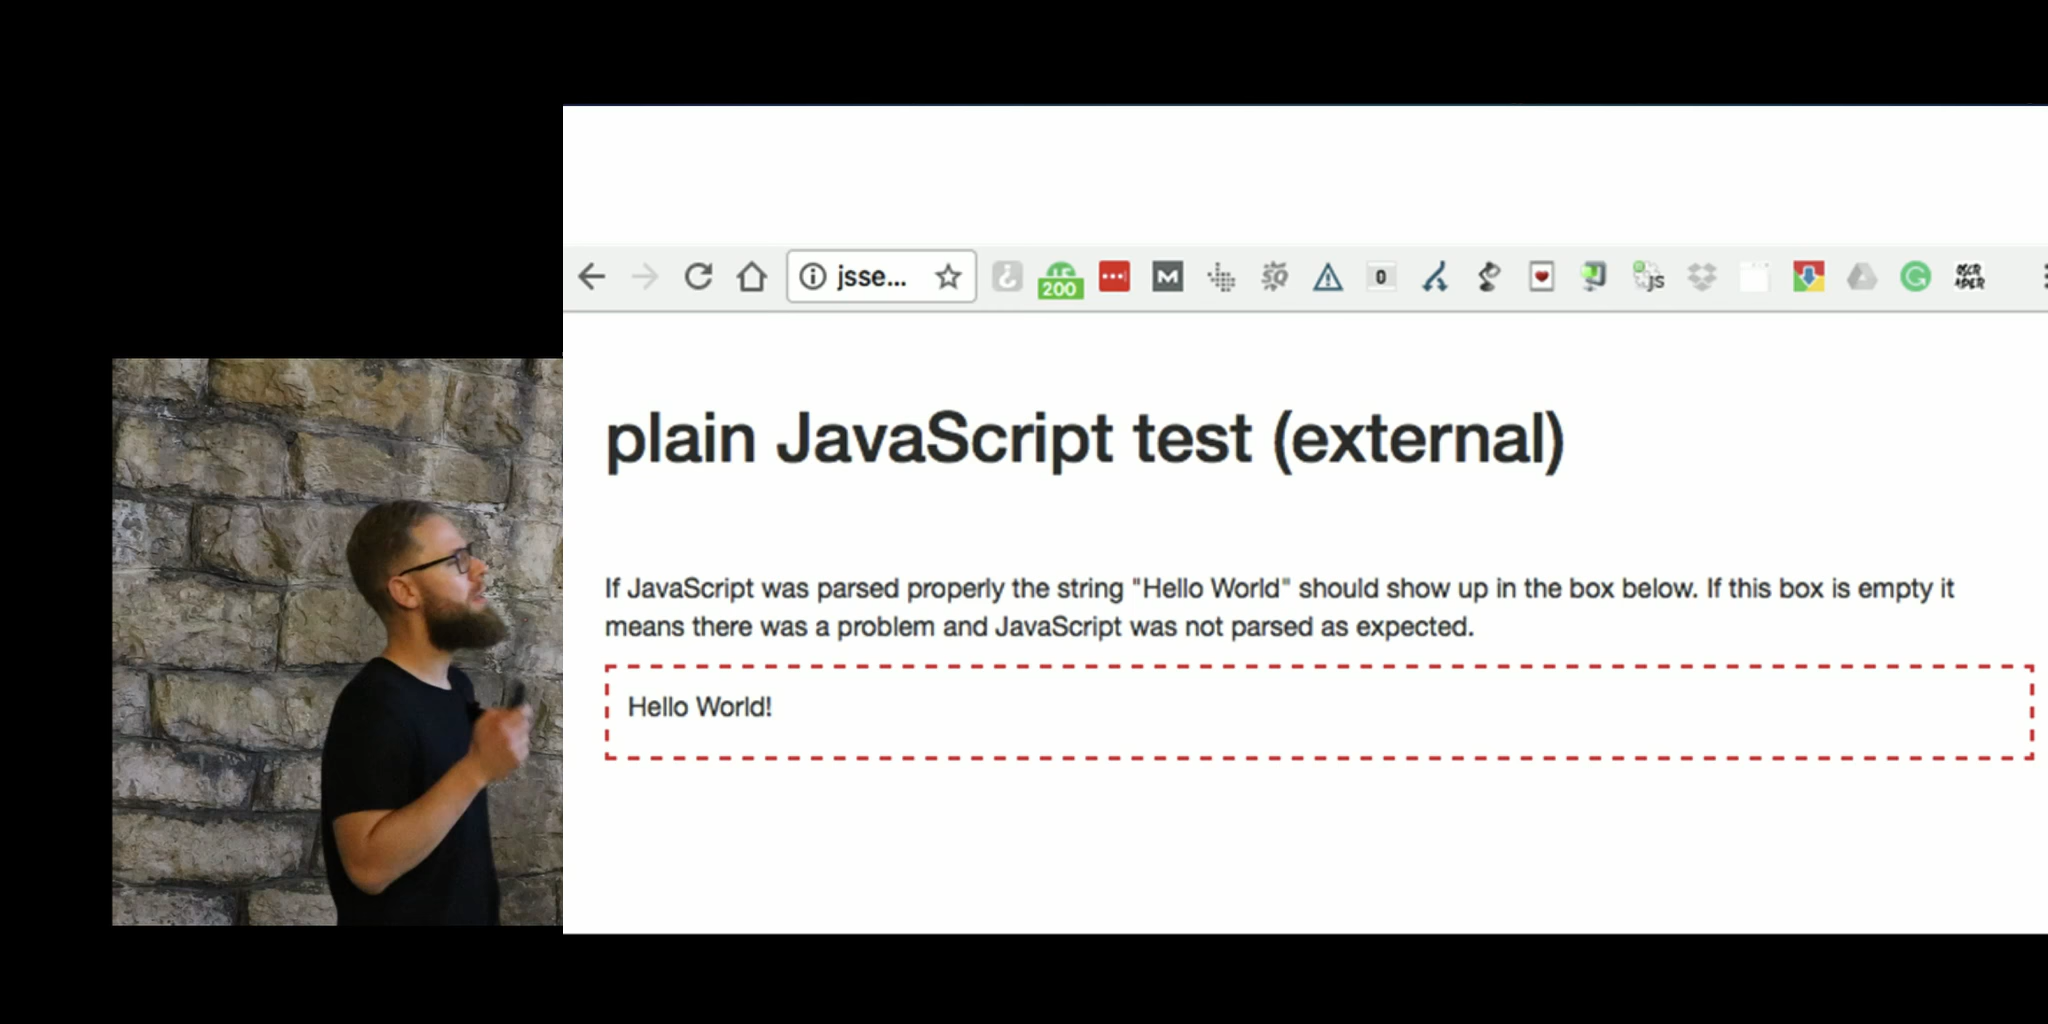 jsse...
200
0
js
plain JavaScript test (external)
If JavaScript was parsed properly the string "Hello World" should show up in the box below. If this box is empty it
means there was a problem and JavaScript was not parsed as expected.
Hello World!